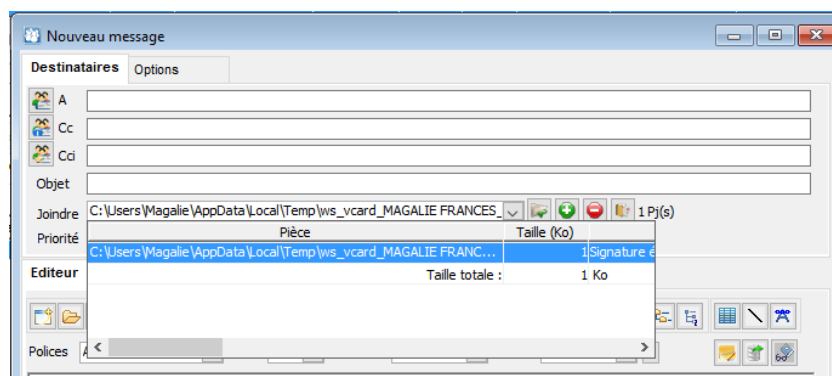 Nouveau message
Destinataires Options
A
Cc
Cci
Objet
Joindre C:\Users\Magalie\AppData\Local\Temp\ws_vcard_MAGALIE FRANCES_ 1 Pj(s)
Priorité Pièce Taille (Ko)
C:\Users\Magalie\AppData\Local\Temp\ws_vcard_MAGALIE FRANC... 1 Signature é
Editeur Taille totale : 1 Ko
Polices